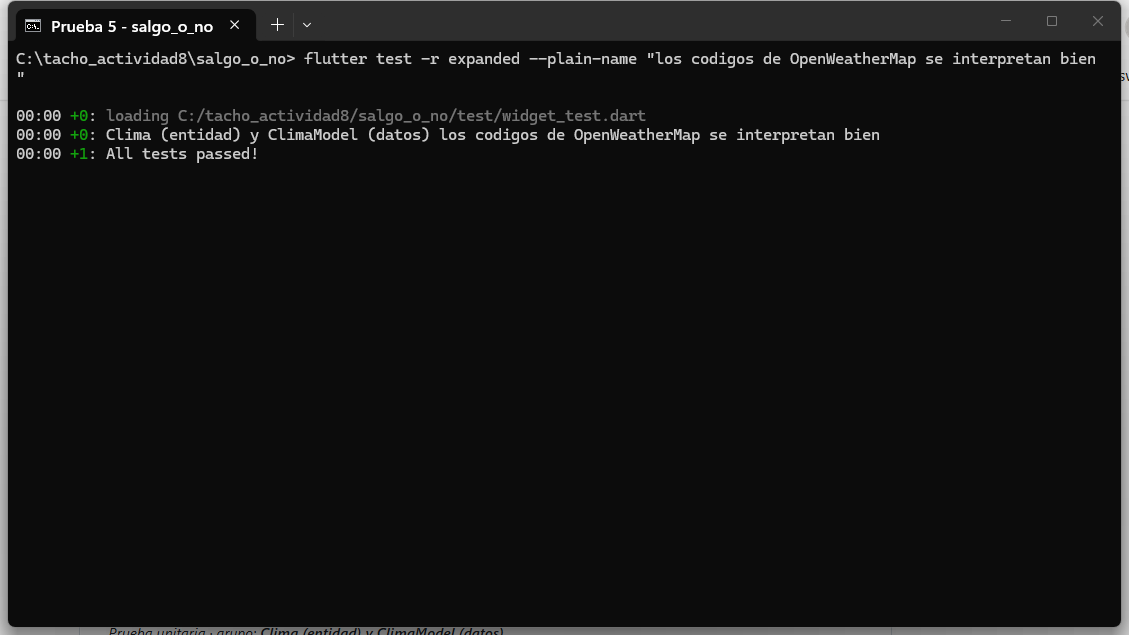 Prueba 5 - salgo_o_no
C:\tacho_actividad8\salgo_o_no> flutter test -r expanded --plain-name "los codigos de OpenWeatherMap se interpretan bien
"
00:00 +0: loading C:/tacho_actividad8/salgo_o_no/test/widget_test.dart
00:00 +0: Clima (entidad) y ClimaModel (datos) los codigos de OpenWeatherMap se interpretan bien
00:00 +1: All tests passed!
Prueba unitaria · grupo: Clima (entidad) y ClimaModel (datos)